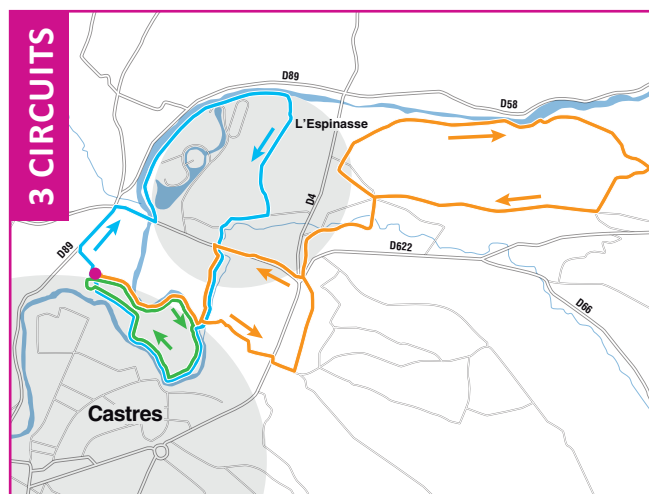 3 CIRCUITS
D89
D58
L'Espinasse
D4
D89
D622
D66
Castres